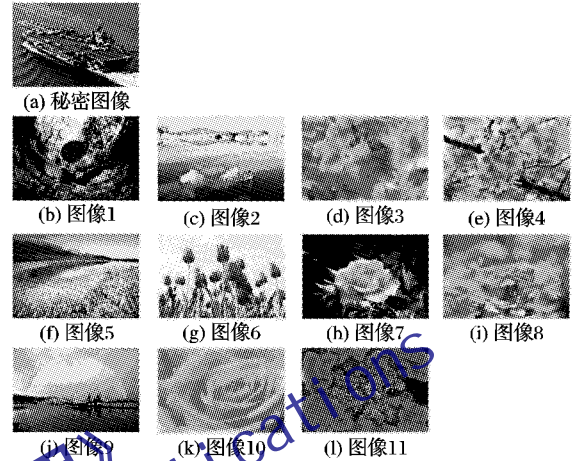 (a) 秘密图像
(b) 图像1
(c) 图像2
(d) 图像3
(e) 图像4
(f) 图像5
(g) 图像6
(h) 图像7
(i) 图像8
(j) 图像9
(k) 图像10
(l) 图像11